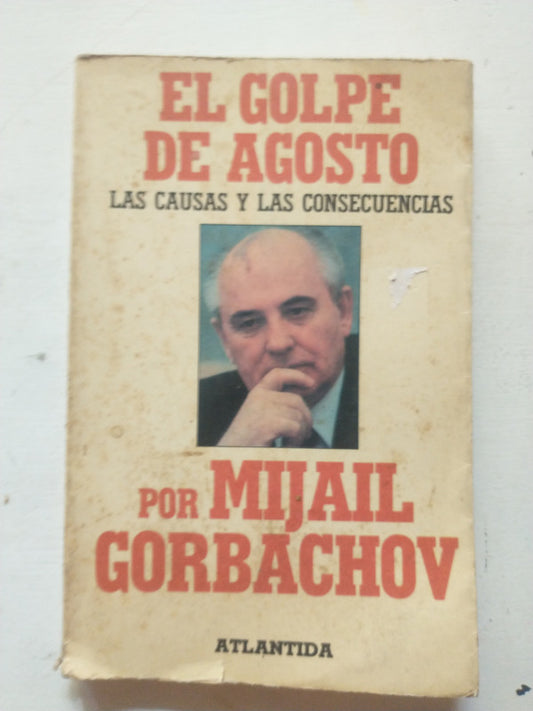 EL GOLPE
DE AGOSTO
LAS CAUSAS Y LAS CONSECUENCIAS
POR MIJAIL
GORBACHOV
ATLANTIDA